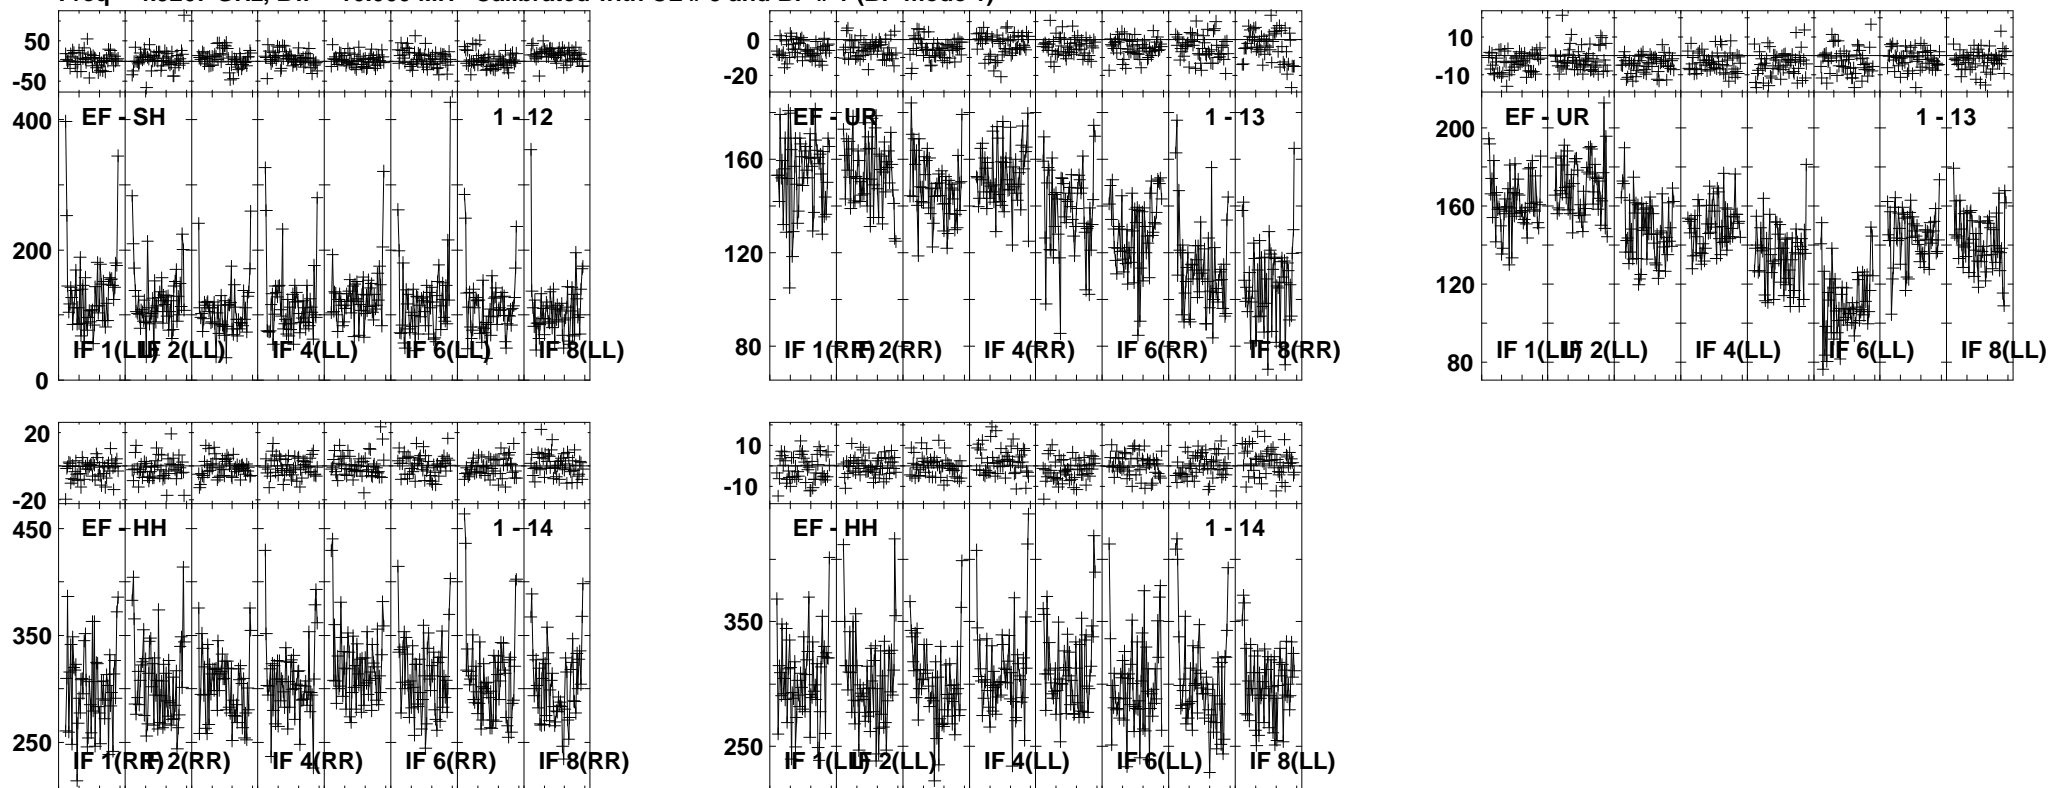 50
-50
EF - SH 1 - 12
400
200
0
IF 1(LL) IF 2(LL) IF 4(LL) IF 6(LL) IF 8(LL)
0
-20
EF - UR 1 - 13
160
120
80
IF 1(RR) IF 2(RR) IF 4(RR) IF 6(RR) IF 8(RR)
10
-10
EF - UR 1 - 13
200
160
120
80
IF 1(LL) IF 2(LL) IF 4(LL) IF 6(LL) IF 8(LL)
20
-20
EF - HH 1 - 14
450
350
250
IF 1(RR) IF 2(RR) IF 4(RR) IF 6(RR) IF 8(RR)
10
-10
EF - HH 1 - 14
350
250
IF 1(LL) IF 2(LL) IF 4(LL) IF 6(LL) IF 8(LL)